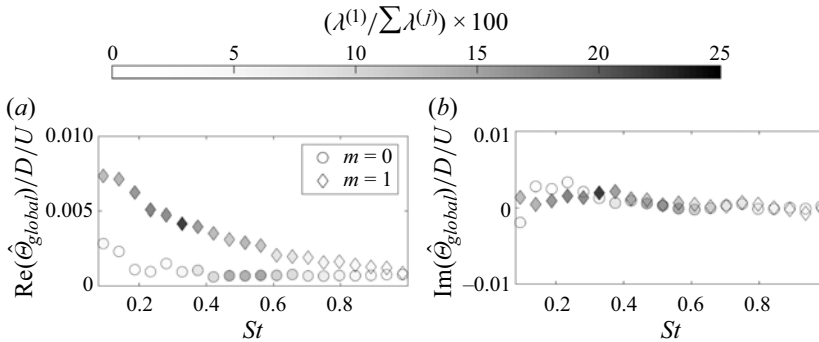 (λ⁽¹⁾/∑λ⁽ʲ⁾) × 100
0 5 10 15 20 25
(a)
(b)
Re(Θ̂_global)/D/U
0.010
0.005
0
0.2 0.4 0.6 0.8
St
m = 0
m = 1
Im(Θ̂_global)/D/U
0.01
0
−0.01
0.2 0.4 0.6 0.8
St